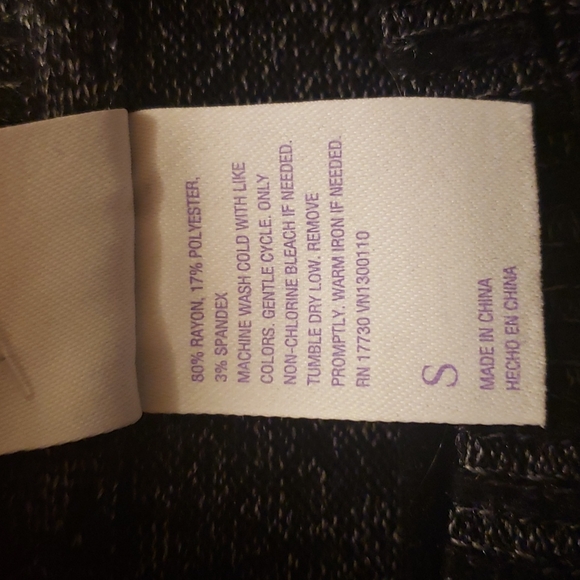 80% RAYON, 17% POLYESTER,
3% SPANDEX
MACHINE WASH COLD WITH LIKE
COLORS. GENTLE CYCLE. ONLY
NON-CHLORINE BLEACH IF NEEDED.
TUMBLE DRY LOW. REMOVE
PROMPTLY. WARM IRON IF NEEDED.
RN 17730 VN1300110
S
MADE IN CHINA
HECHO EN CHINA